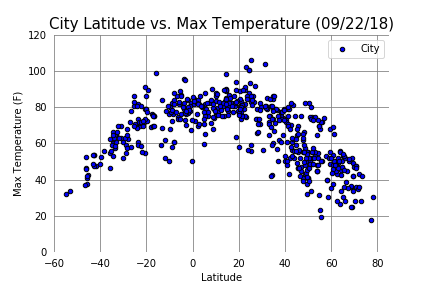 City Latitude vs. Max Temperature (09/22/18)
120
100
80
60
40
20
0
Max Temperature (F)
City
−60 −40 −20 0 20 40 60 80
Latitude